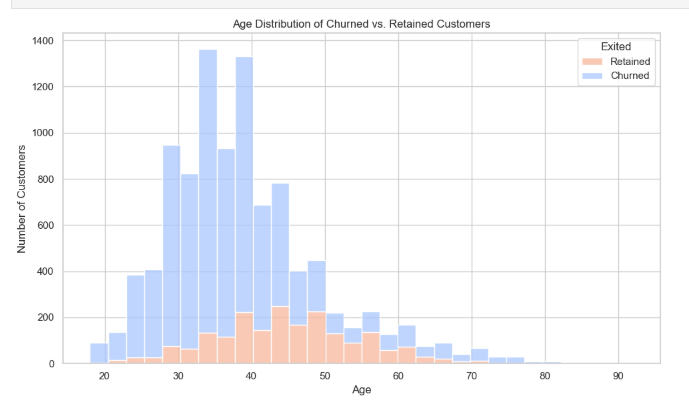 Age Distribution of Churned vs. Retained Customers
1400
1200
1000
800
600
400
200
0
Number of Customers
Exited
Retained
Churned
20 30 40 50 60 70 80 90
Age